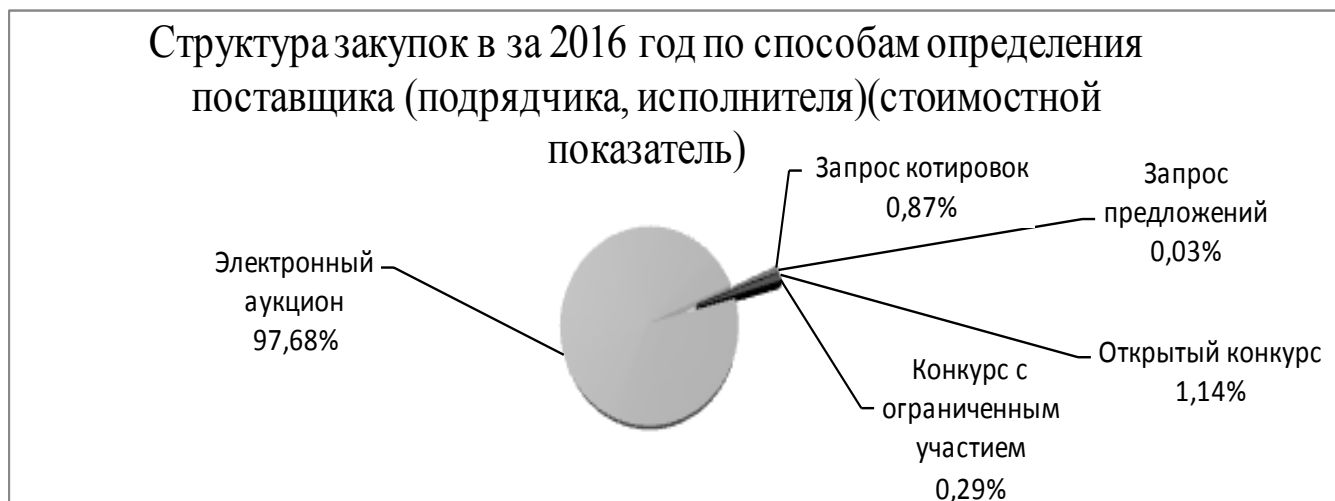 Структура закупок в за 2016 год по способам определения
поставщика (подрядчика, исполнителя)(стоимостной
показатель)
Запрос котировок
0,87%
Запрос
предложений
0,03%
Электронный
аукцион
97,68%
Открытый конкурс
1,14%
Конкурс с
ограниченным
участием
0,29%